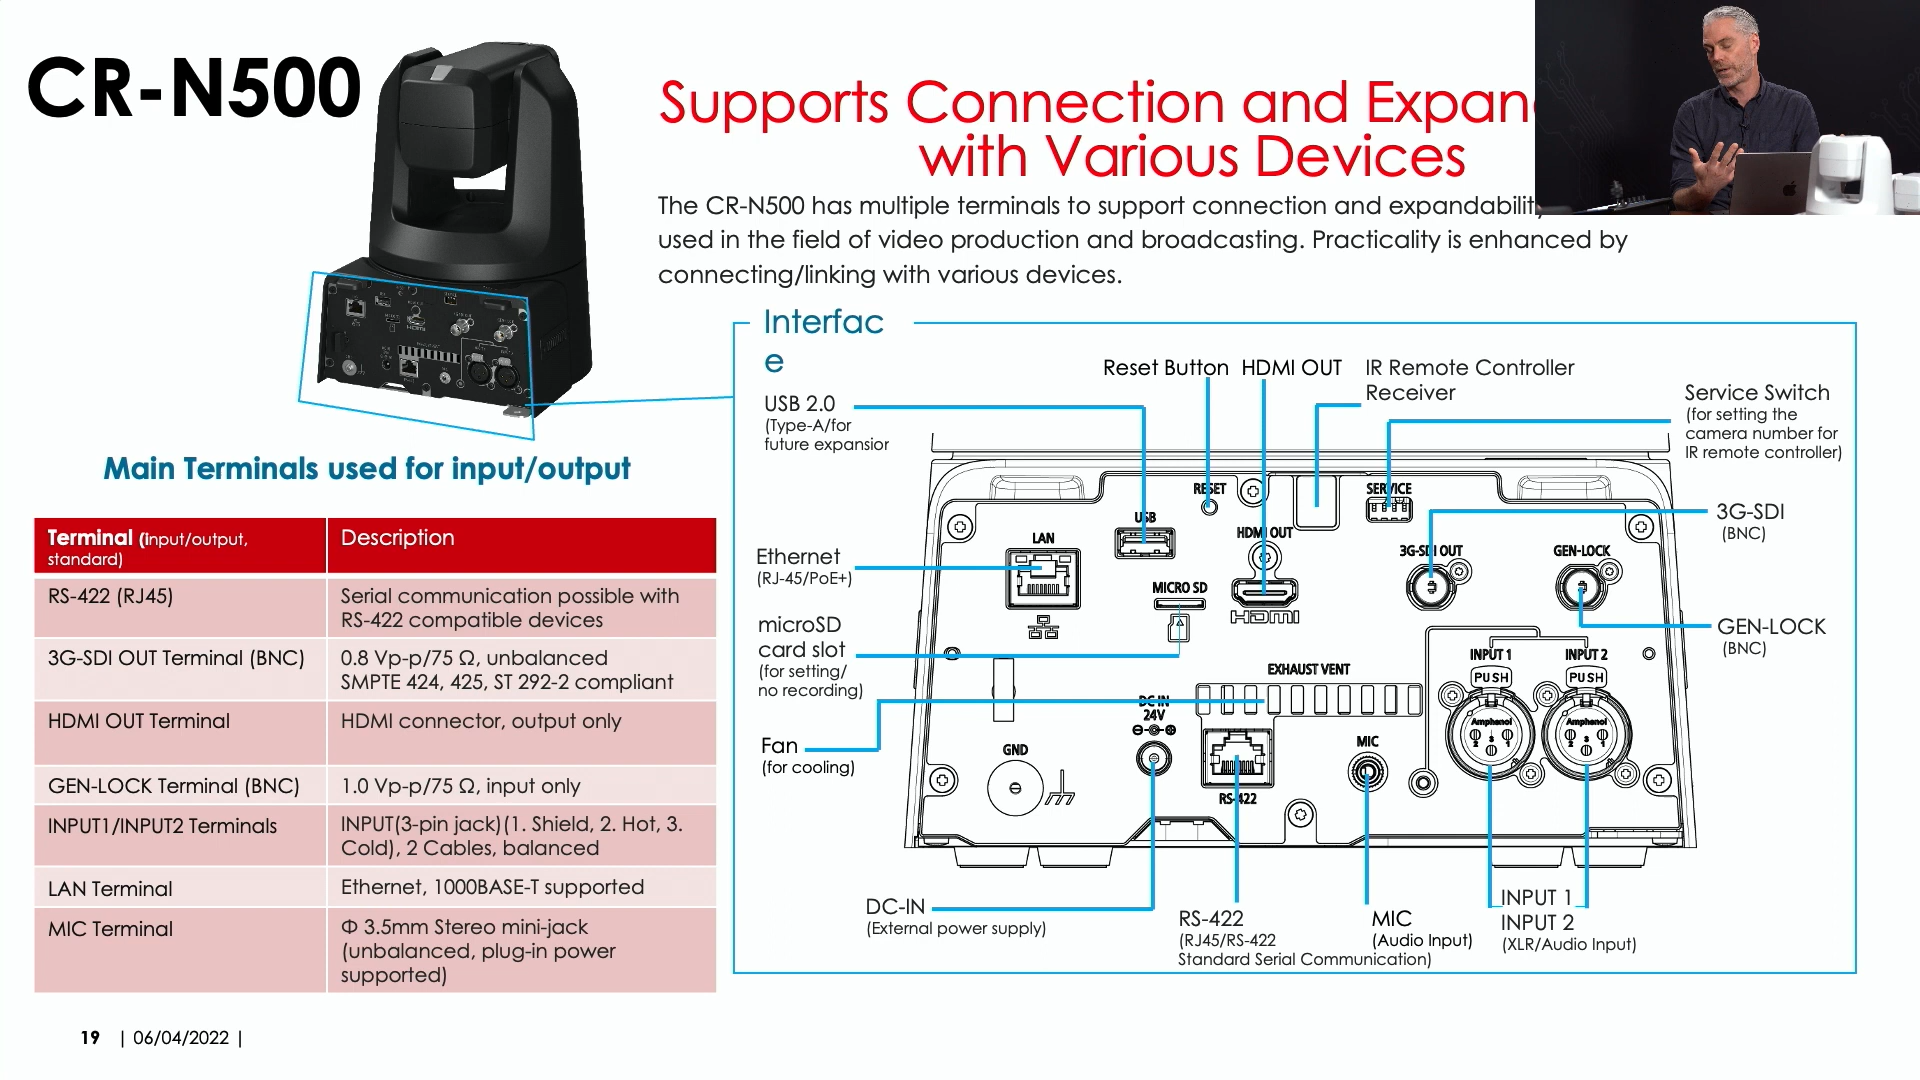 CR-N500
Supports Connection and Expan
with Various Devices
The CR-N500 has multiple terminals to support connection and expandabilit
used in the field of video production and broadcasting. Practicality is enhanced by
connecting/linking with various devices.
Main Terminals used for input/output
Terminal (Input/output,
standard)
Description
RS-422 (RJ45)
Serial communication possible with
RS-422 compatible devices
3G-SDI OUT Terminal (BNC)
0.8 Vp-p/75 Ω, unbalanced
SMPTE 424, 425, ST 292-2 compliant
HDMI OUT Terminal
HDMI connector, output only
GEN-LOCK Terminal (BNC)
1.0 Vp-p/75 Ω, input only
INPUT1/INPUT2 Terminals
INPUT(3-pin jack)(1. Shield, 2. Hot, 3.
Cold), 2 Cables, balanced
LAN Terminal
Ethernet, 1000BASE-T supported
MIC Terminal
Φ 3.5mm Stereo mini-jack
(unbalanced, plug-in power
supported)
Interfac
e
Reset Button
HDMI OUT
IR Remote Controller
Receiver
USB 2.0
(Type-A/for
future expansior
Service Switch
(for setting the
camera number for
IR remote controller)
Ethernet
(RJ-45/PoE+)
microSD
card slot
(for setting/
no recording)
Fan
(for cooling)
3G-SDI
(BNC)
GEN-LOCK
(BNC)
RESET
SERVICE
USB
LAN
HDMI OUT
3G-SDI OUT
GEN-LOCK
MICRO SD
HDMI
INPUT 1
INPUT 2
EXHAUST VENT
PUSH
PUSH
DC IN
24V
Amphenol
Amphenol
2 3 1
2 3 1
GND
MIC
RS-422
DC-IN
(External power supply)
RS-422
(RJ45/RS-422
Standard Serial Communication)
MIC
(Audio Input)
INPUT 1
INPUT 2
(XLR/Audio Input)
19 | 06/04/2022 |